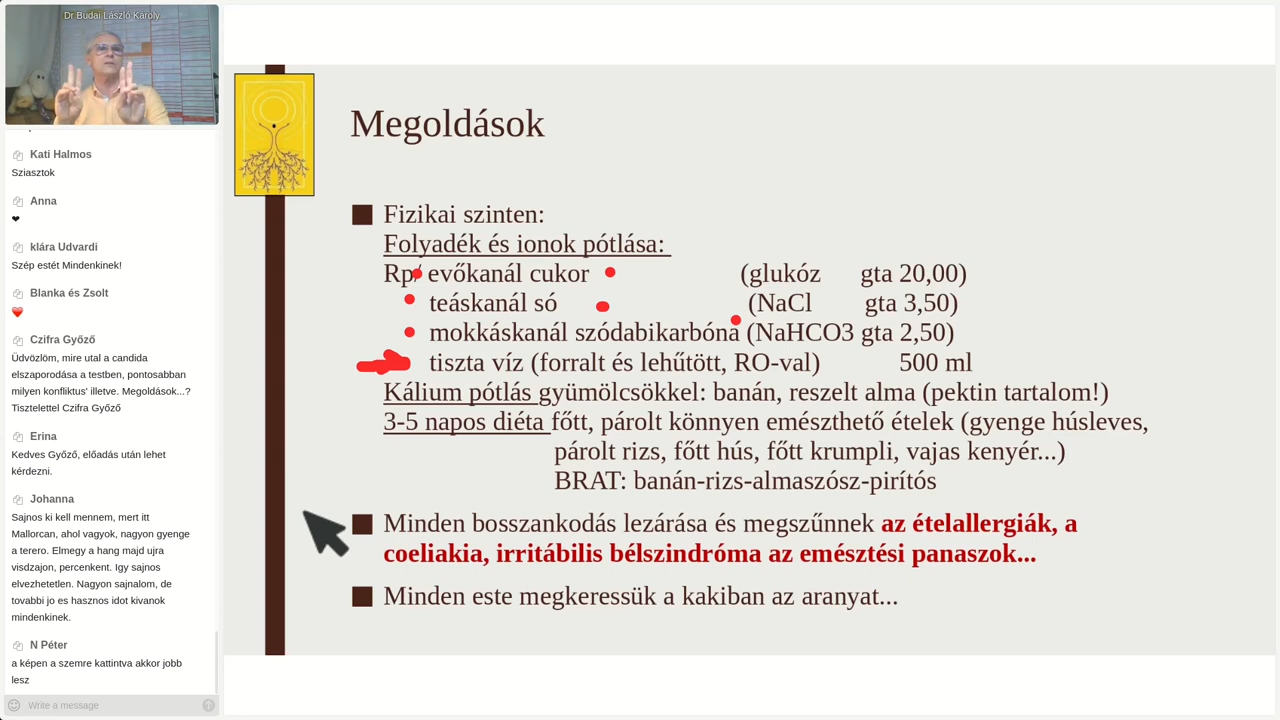 Dr Budai László Károly
Kati Halmos
Sziasztok
Anna
❤
klára Udvardi
Szép estét Mindenkinek!
Blanka és Zsolt
❤️
Czifra Győző
Üdvözlöm, mire utal a candida
elszaporodása a testben, pontosabban
milyen konfliktus' illetve. Megoldások...?
Tisztelettel Czifra Győző
Erina
Kedves Győző, előadás után lehet
kérdezni.
Johanna
Sajnos ki kell mennem, mert itt
Mallorcan, ahol vagyok, nagyon gyenge
a terero. Elmegy a hang majd ujra
visdzajon, percenkent. Igy sajnos
elvezhetetlen. Nagyon sajnalom, de
tovabbi jo es hasznos idot kivanok
mindenkinek.
N Péter
a képen a szemre kattintva akkor jobb
lesz
Write a message
Megoldások
Fizikai szinten:
Folyadék és ionok pótlása:
Rp/ evőkanál cukor (glukóz gta 20,00)
teáskanál só (NaCl gta 3,50)
mokkáskanál szódabikarbóna (NaHCO3 gta 2,50)
tiszta víz (forralt és lehűtött, RO-val) 500 ml
Kálium pótlás gyümölcsökkel: banán, reszelt alma (pektin tartalom!)
3-5 napos diéta főtt, párolt könnyen emészthető ételek (gyenge húsleves,
párolt rizs, főtt hús, főtt krumpli, vajas kenyér...)
BRAT: banán-rizs-almaszósz-pirítós
Minden bosszankodás lezárása és megszűnnek az ételallergiák, a
coeliakia, irritábilis bélszindróma az emésztési panaszok...
Minden este megkeressük a kakiban az aranyat...